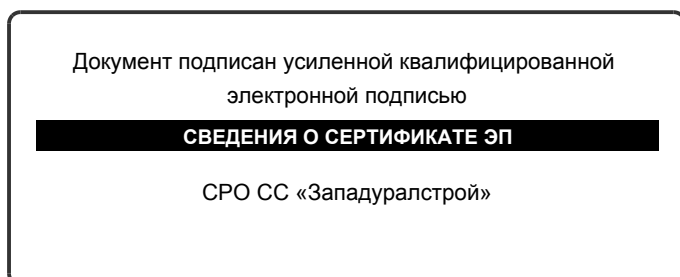 Документ подписан усиленной квалифицированной
электронной подписью
СВЕДЕНИЯ О СЕРТИФИКАТЕ ЭП
СРО СС «Западуралстрой»